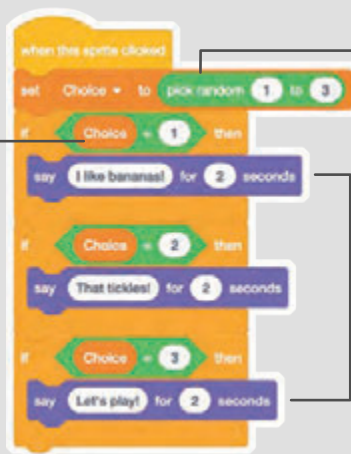 when this sprite clicked
set Choice to pick random 1 to 3
if Choice = 1 then
say I like bananas! for 2 seconds
if Choice = 2 then
say That tickles! for 2 seconds
if Choice = 3 then
say Let's play! for 2 seconds